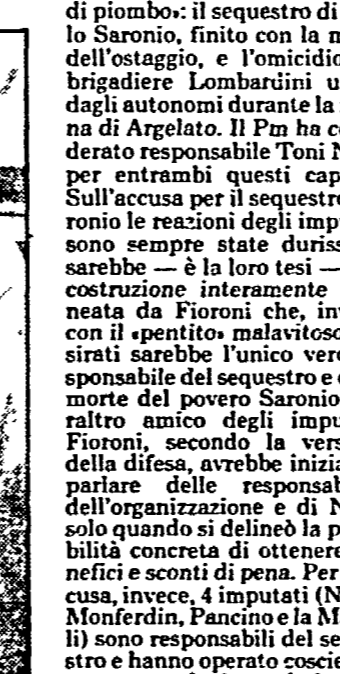 di piombo»: il sequestro di
lo Saronio, finito con la m
dell'ostaggio, e l'omicidio
brigadiere Lombardini u
dagli autonomi durante la
na di Argelato. Il Pm ha c
derato responsabile Toni N
per entrambi questi cap
Sull'accusa per il sequestro
ronio le reazioni degli impu
sono sempre state duriss
sarebbe — è la loro tesi —
costruzione interamente
neata da Fioroni che, in
con il «pentito» malavitoso
sirati sarebbe l'unico vero
sponsabile del sequestro e
morte del povero Saronio
raltro amico degli impu
Fioroni, secondo la vers
della difesa, avrebbe inizia
parlare delle responsab
dell'organizzazione e di N
solo quando si delineò la p
bilità concreta di ottenere
nefici e sconti di pena. Per
cusa, invece, 4 imputati (N
Monferdin, Pancino e la M
li) sono responsabili del se
stro e hanno operato coscie